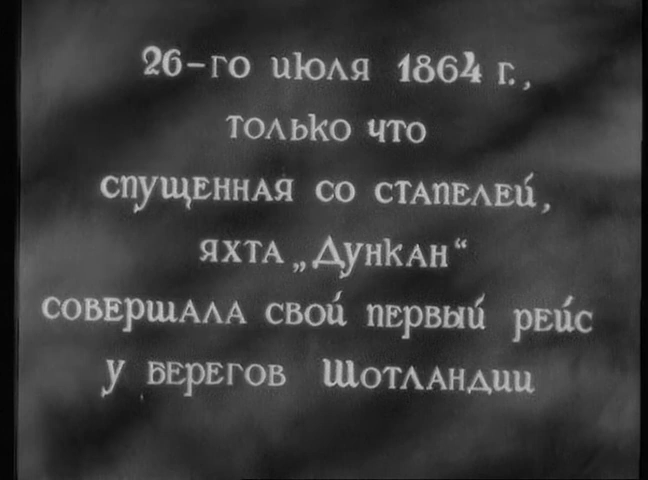 26-го июля 1864 г.,
только что
спущенная со стапелей,
яхта „Дункан“
совершала свой первый рейс
у берегов Шотландии